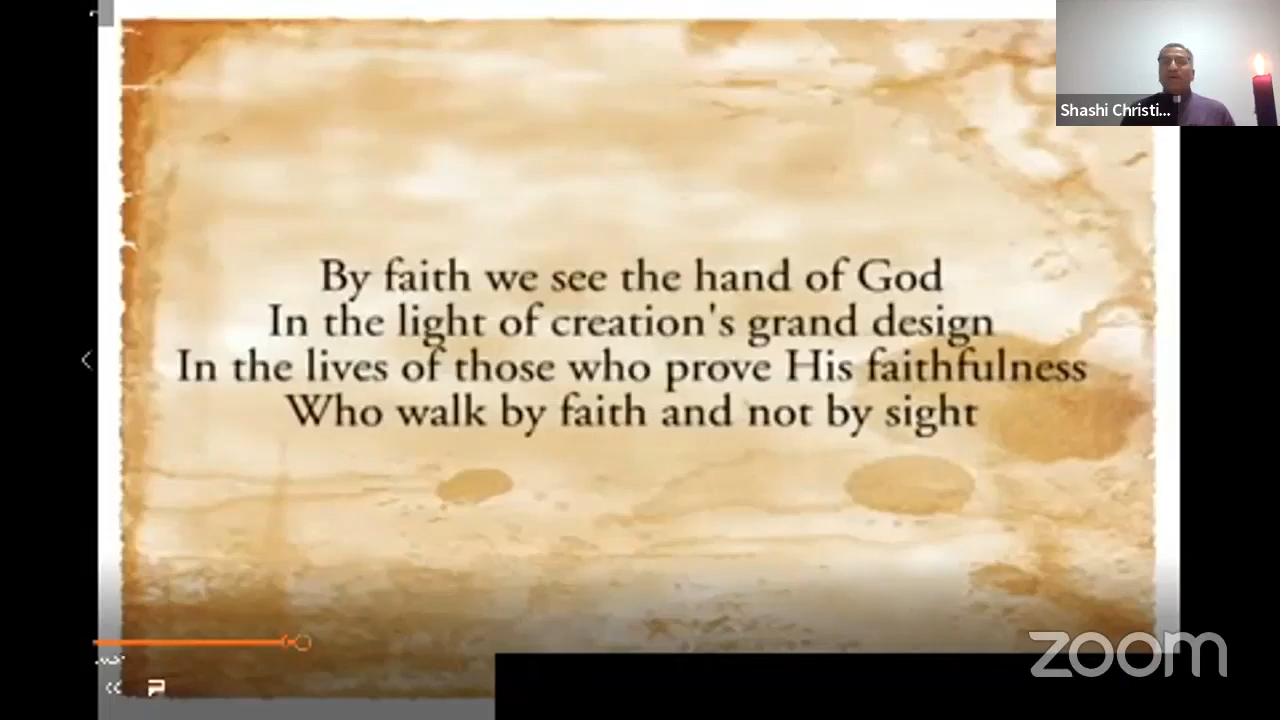 Shashi Christi...
By faith we see the hand of God
In the light of creation's grand design
In the lives of those who prove His faithfulness
Who walk by faith and not by sight
zoom